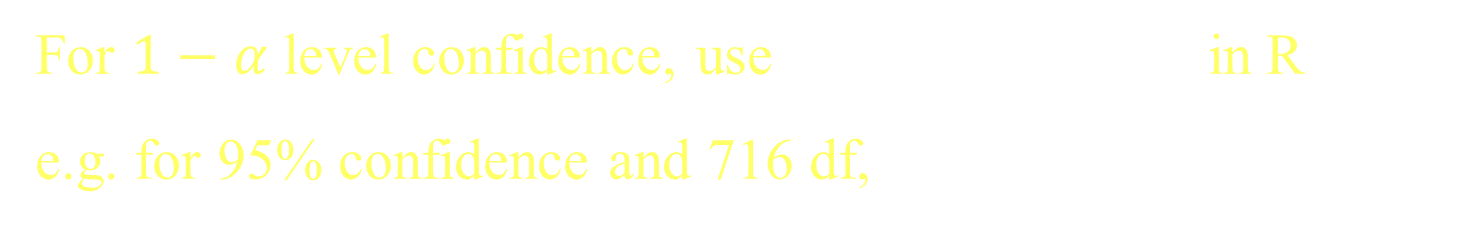 For 1 − α level confidence, use in R
e.g. for 95% confidence and 716 df,